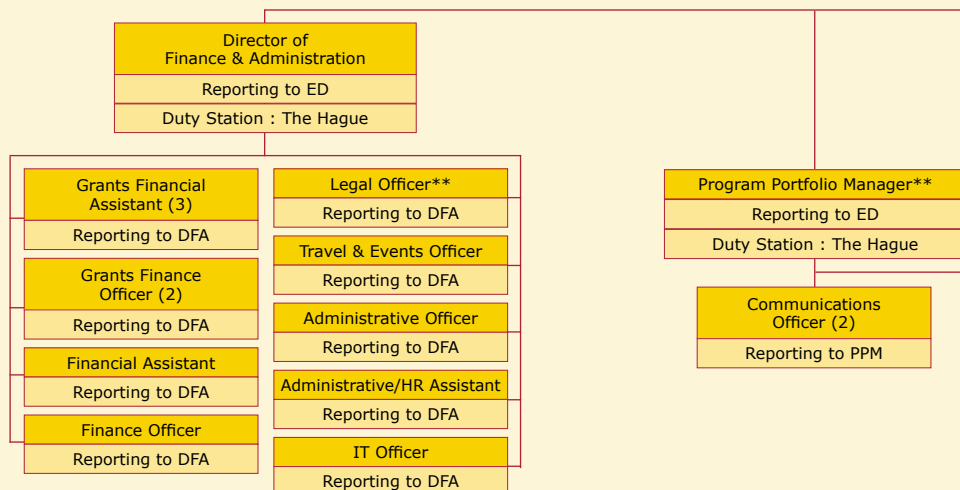 Director of
Finance & Administration
Reporting to ED
Duty Station : The Hague
Grants Financial
Assistant (3)
Reporting to DFA
Grants Finance
Officer (2)
Reporting to DFA
Financial Assistant
Reporting to DFA
Finance Officer
Reporting to DFA
Legal Officer**
Reporting to DFA
Travel & Events Officer
Reporting to DFA
Administrative Officer
Reporting to DFA
Administrative/HR Assistant
Reporting to DFA
IT Officer
Reporting to DFA
Program Portfolio Manager**
Reporting to ED
Duty Station : The Hague
Communications
Officer (2)
Reporting to PPM